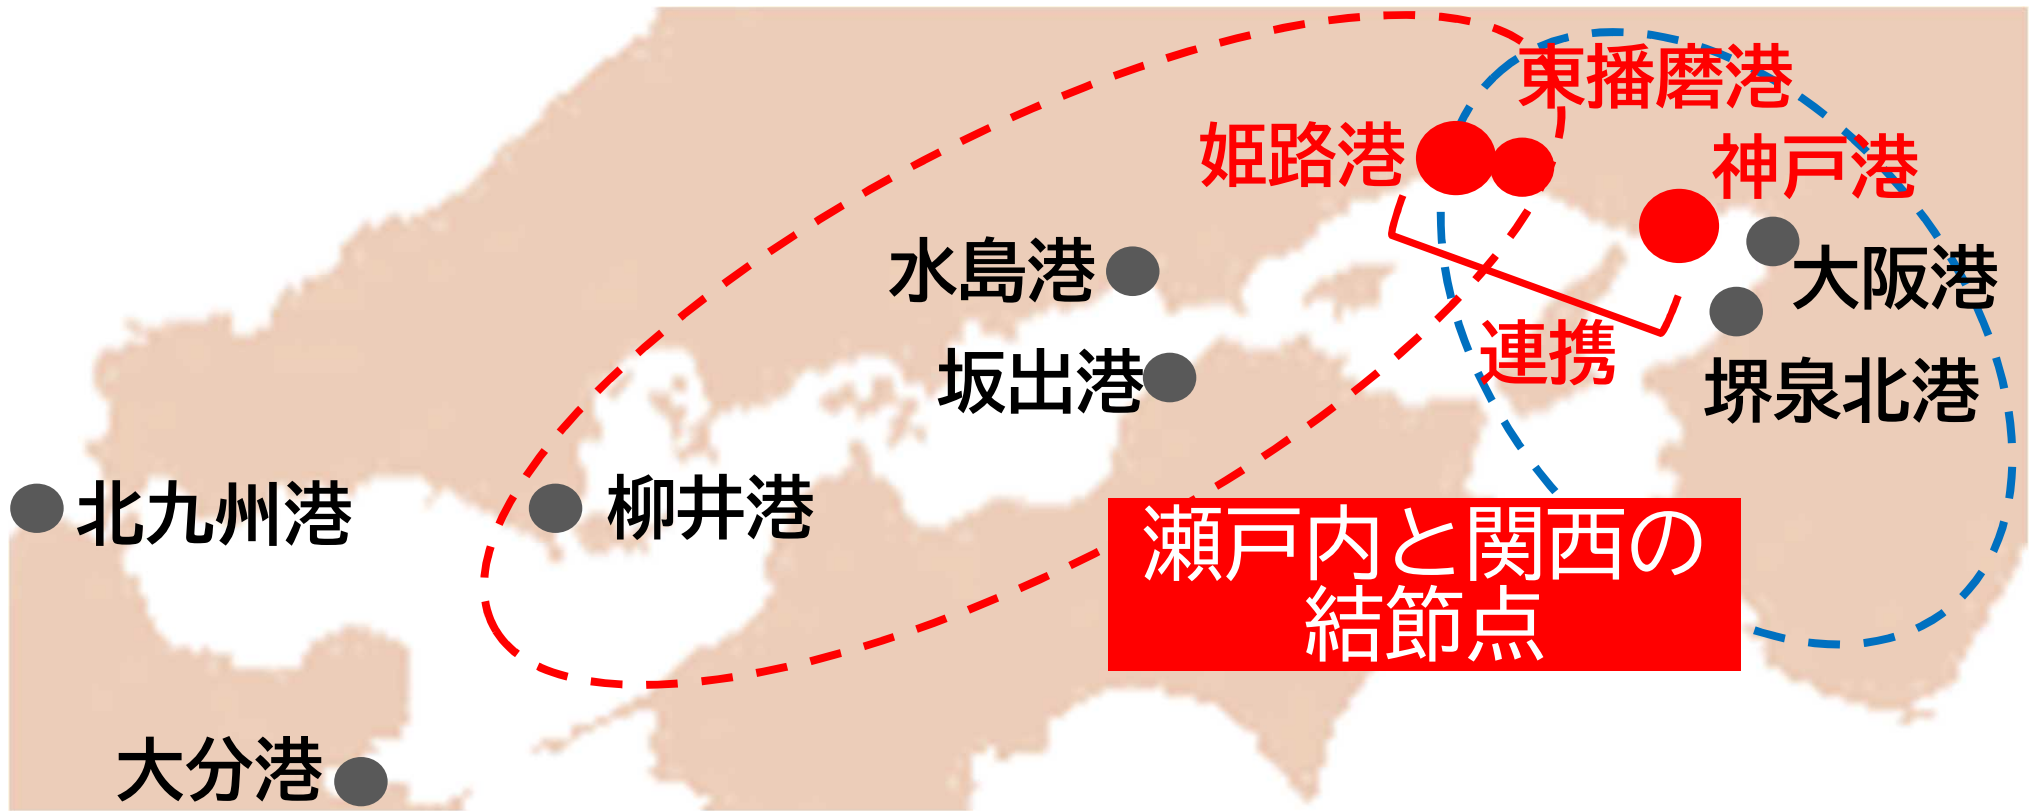 東播磨港
姫路港
神戸港
水島港
大阪港
連携
坂出港
堺泉北港
北九州港
柳井港
瀬戸内と関西の
結節点
大分港